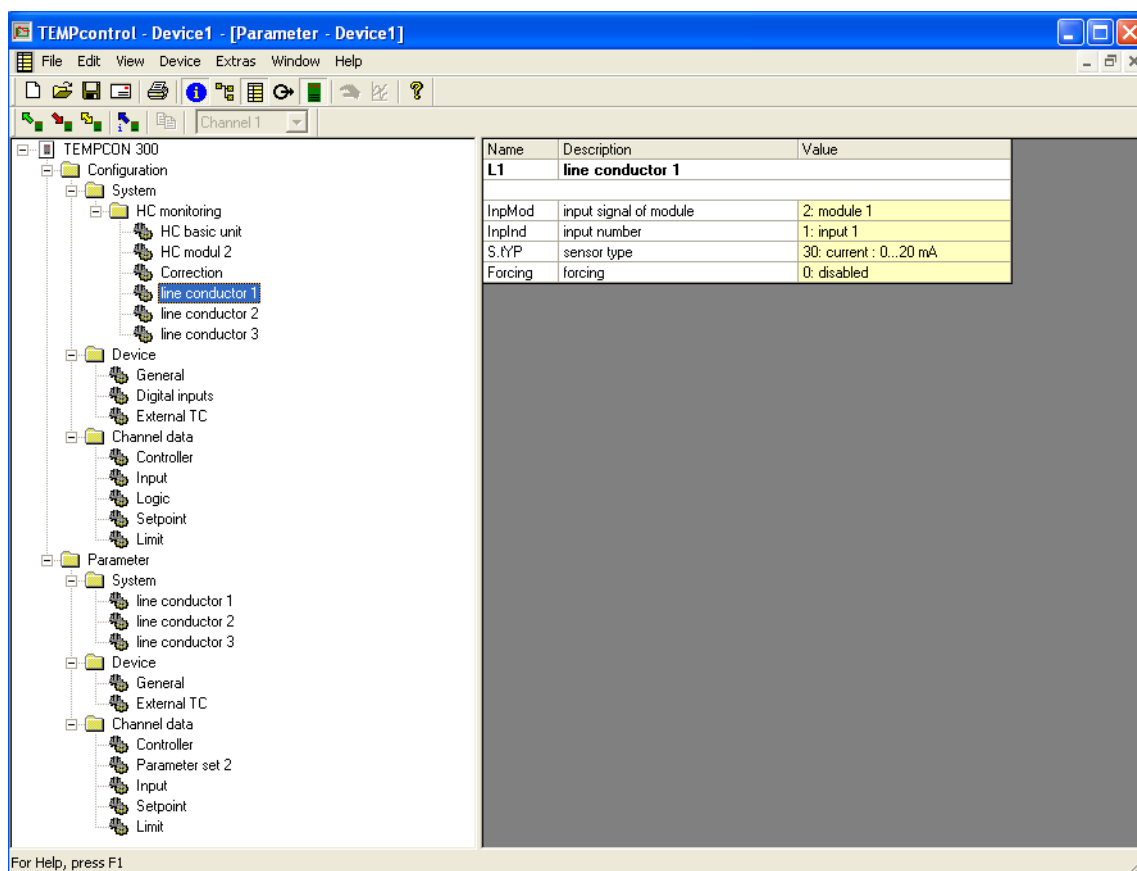 TEMPcontrol - Device1 - [Parameter - Device1]
File Edit View Device Extras Window Help
Channel 1
TEMPCON 300
Configuration
System
HC monitoring
HC basic unit
HC modul 2
Correction
line conductor 1
line conductor 2
line conductor 3
Device
General
Digital inputs
External TC
Channel data
Controller
Input
Logic
Setpoint
Limit
Parameter
System
line conductor 1
line conductor 2
line conductor 3
Device
General
External TC
Channel data
Controller
Parameter set 2
Input
Setpoint
Limit
Name Description Value
L1 line conductor 1
InpMod input signal of module 2: module 1
InpInd input number 1: input 1
S.tYP sensor type 30: current : 0...20 mA
Forcing forcing 0: disabled
For Help, press F1